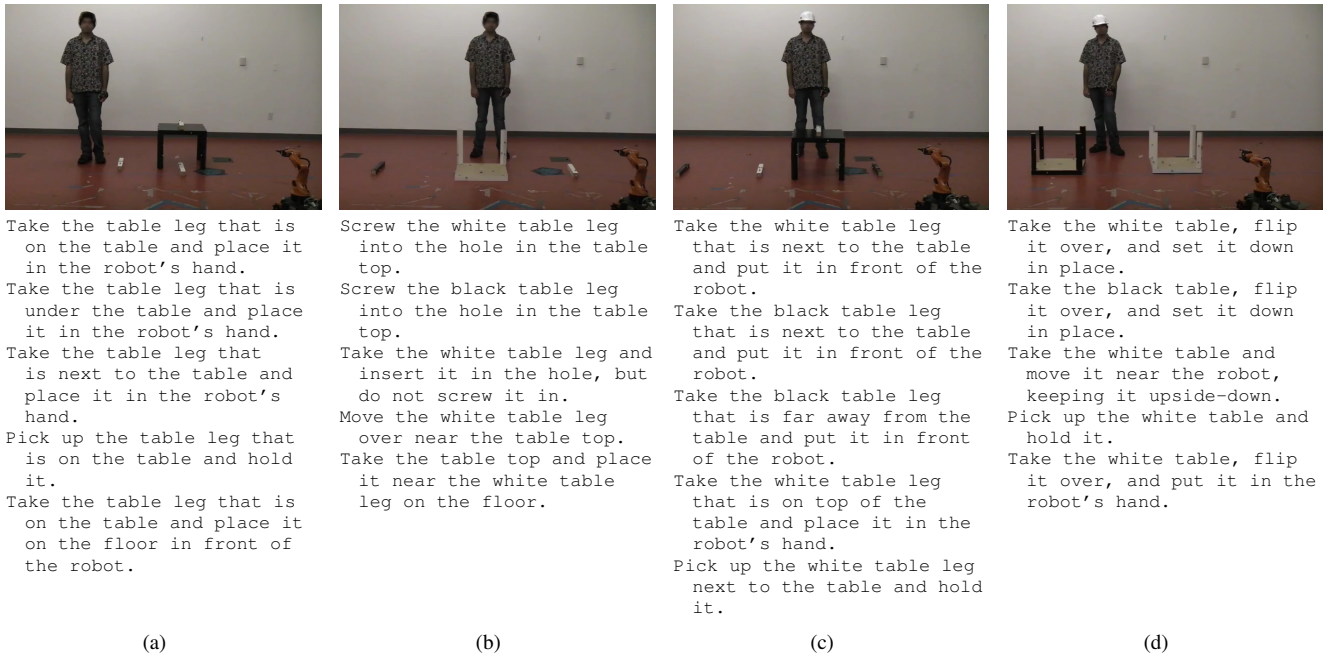 Take the table leg that is
on the table and place it
in the robot's hand.
Take the table leg that is
under the table and place
it in the robot's hand.
Take the table leg that
is next to the table and
place it in the robot's
hand.
Pick up the table leg that
is on the table and hold
it.
Take the table leg that is
on the table and place it
on the floor in front of
the robot.
(a)
Screw the white table leg
into the hole in the table
top.
Screw the black table leg
into the hole in the table
top.
Take the white table leg and
insert it in the hole, but
do not screw it in.
Move the white table leg
over near the table top.
Take the table top and place
it near the white table
leg on the floor.
(b)
Take the white table leg
that is next to the table
and put it in front of the
robot.
Take the black table leg
that is next to the table
and put it in front of the
robot.
Take the black table leg
that is far away from the
table and put it in front
of the robot.
Take the white table leg
that is on top of the
table and place it in the
robot's hand.
Pick up the white table leg
next to the table and hold
it.
(c)
Take the white table, flip
it over, and set it down
in place.
Take the black table, flip
it over, and set it down
in place.
Take the white table and
move it near the robot,
keeping it upside-down.
Pick up the white table and
hold it.
Take the white table, flip
it over, and put it in the
robot's hand.
(d)